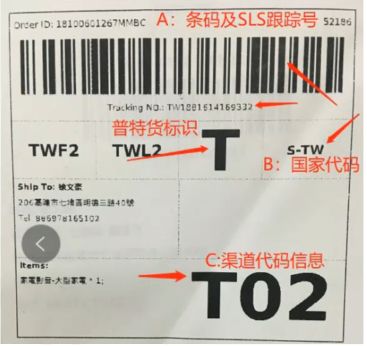 Order ID: 18100601267MMBC
A：条码及SLS跟踪号
52186
Tracking NO.: TW1881614169332
普特货标识
TWF2
TWL2
T
S-TW
B：国家代码
Ship To: 徐文豪
206基隆市七堵區明德三路40號
Tel 886978165102
C:渠道代码信息
Items:
家電影音-大型家電 * 1;
T02